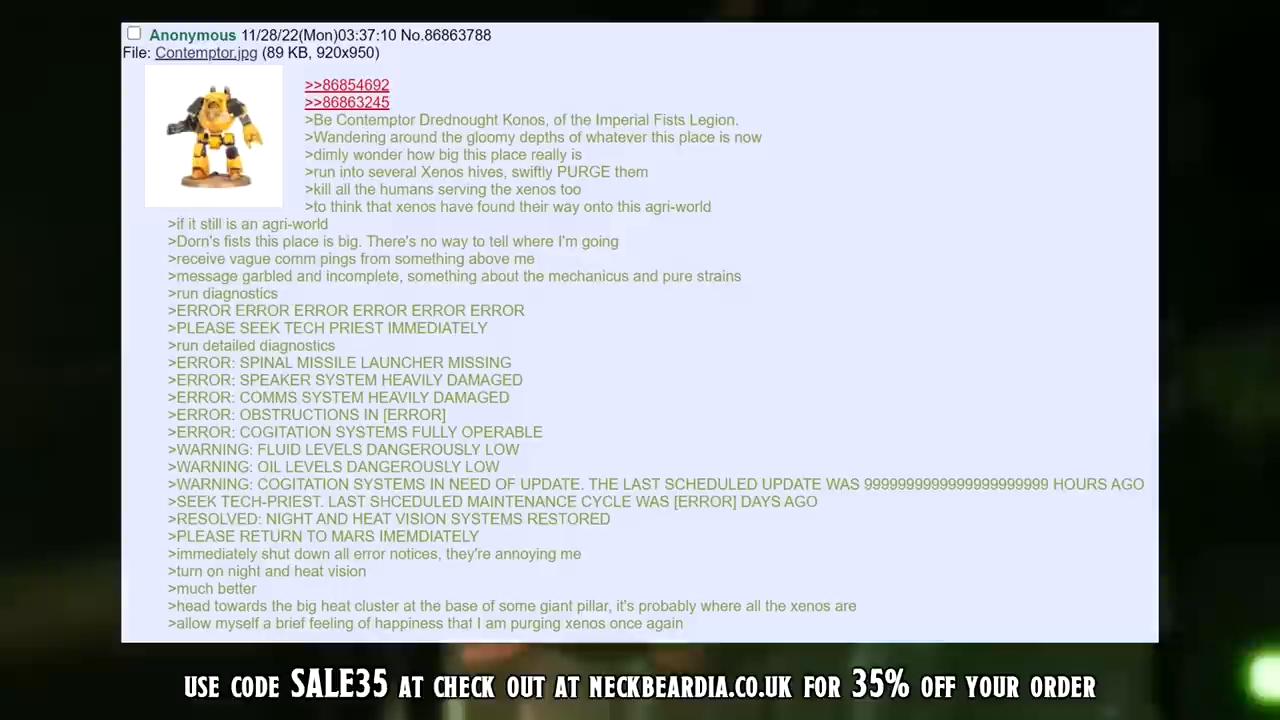 Anonymous 11/28/22(Mon)03:37:10 No.86863788
File: Contemptor.jpg (89 KB, 920x950)
>>86854692
>>86863245
>Be Contemptor Drednought Konos, of the Imperial Fists Legion.
>Wandering around the gloomy depths of whatever this place is now
>dimly wonder how big this place really is
>run into several Xenos hives, swiftly PURGE them
>kill all the humans serving the xenos too
>to think that xenos have found their way onto this agri-world
>if it still is an agri-world
>Dorn's fists this place is big. There's no way to tell where I'm going
>receive vague comm pings from something above me
>message garbled and incomplete, something about the mechanicus and pure strains
>run diagnostics
>ERROR ERROR ERROR ERROR ERROR ERROR
>PLEASE SEEK TECH PRIEST IMMEDIATELY
>run detailed diagnostics
>ERROR: SPINAL MISSILE LAUNCHER MISSING
>ERROR: SPEAKER SYSTEM HEAVILY DAMAGED
>ERROR: COMMS SYSTEM HEAVILY DAMAGED
>ERROR: OBSTRUCTIONS IN [ERROR]
>ERROR: COGITATION SYSTEMS FULLY OPERABLE
>WARNING: FLUID LEVELS DANGEROUSLY LOW
>WARNING: OIL LEVELS DANGEROUSLY LOW
>WARNING: COGITATION SYSTEMS IN NEED OF UPDATE. THE LAST SCHEDULED UPDATE WAS 9999999999999999999999 HOURS AGO
>SEEK TECH-PRIEST. LAST SHCEDULED MAINTENANCE CYCLE WAS [ERROR] DAYS AGO
>RESOLVED: NIGHT AND HEAT VISION SYSTEMS RESTORED
>PLEASE RETURN TO MARS IMEMDIATELY
>immediately shut down all error notices, they're annoying me
>turn on night and heat vision
>much better
>head towards the big heat cluster at the base of some giant pillar, it's probably where all the xenos are
>allow myself a brief feeling of happiness that I am purging xenos once again
USE CODE SALE35 AT CHECK OUT AT NECKBEARDIA.CO.UK FOR 35% OFF YOUR ORDER